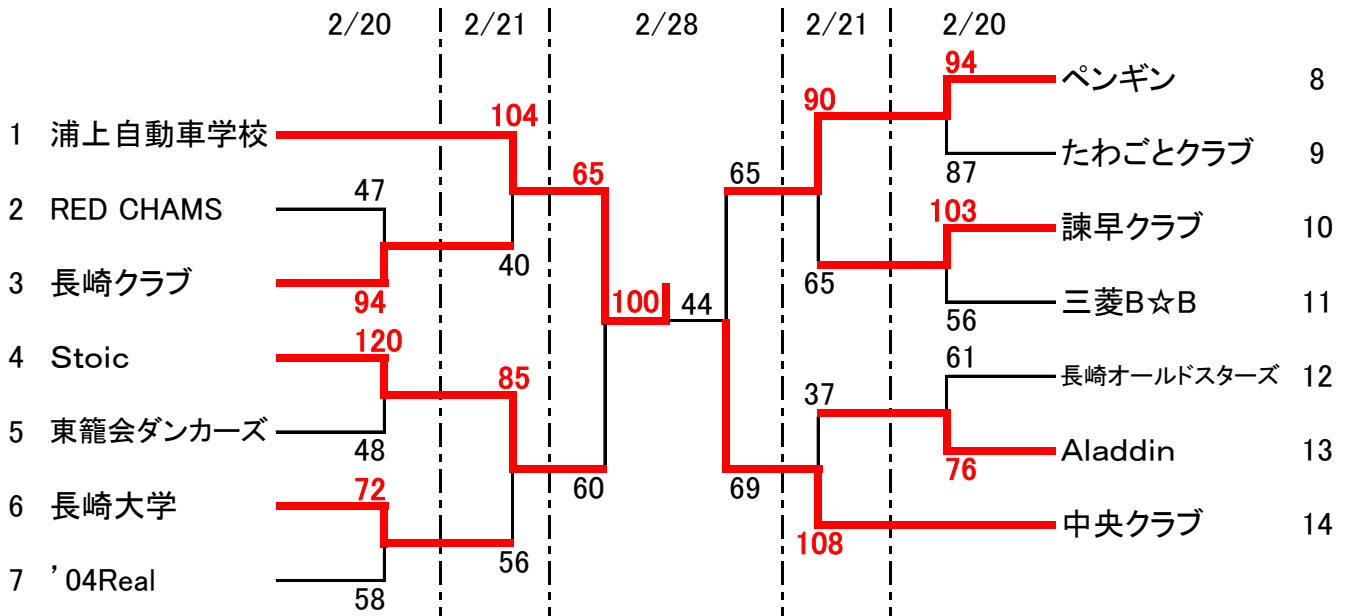 2/20 2/21 2/28 2/21 2/20
94 ペンギン 8
90
104
1 浦上自動車学校
たわごとクラブ 9
87
65 65
47
2 RED CHAMS
103 諫早クラブ 10
40 65
3 長崎クラブ
94
100 44
三菱B☆B 11
56
120 61
4 Stoic
85 37
長崎オールドスターズ 12
5 東籠会ダンカーズ
48
Aladdin 13
76
72 60 69
6 長崎大学
中央クラブ 14
108
56
7 '04Real
58